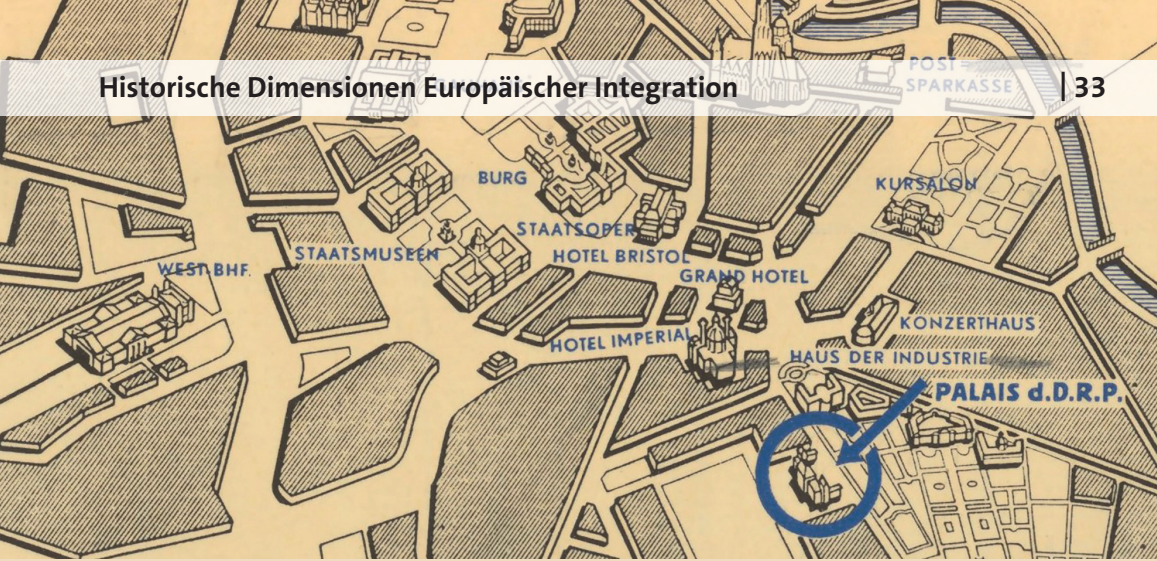 POST-
SPARKASSE
Historische Dimensionen Europäischer Integration
| 33
BURG
KURSALON
STAATSOPER
STAATSMUSEEN
HOTEL BRISTOL
WEST-BHF.
GRAND HOTEL
KONZERTHAUS
HOTEL IMPERIAL
HAUS DER INDUSTRIE
PALAIS d.D.R.P.